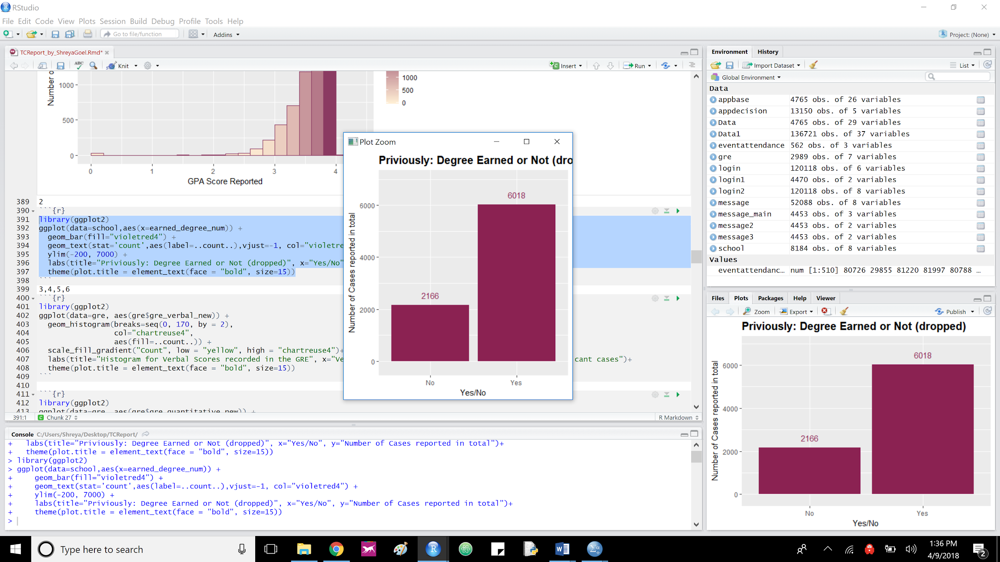 RStudio
File Edit Code View Plots Session Build Debug Profile Tools Help
Go to file/function
Addins
Project: (None)
TCReport_by_ShreyaGoel.Rmd*
ABC
Knit
Insert
Run
Number o
1000
500
0
0 1 2 3 4
GPA Score Reported
1000
500
0
389 2
390 ```{r}
391 library(ggplot2)
392 ggplot(data=school,aes(x=earned_degree_num)) +
393 geom_bar(fill="violetred4") +
394 geom_text(stat='count',aes(label=..count..),vjust=-1, col="violetre
395 ylim(-200, 7000) +
396 labs(title="Priviously: Degree Earned or Not (dropped)", x="Yes/No"
397 theme(plot.title = element_text(face = "bold", size=15))
398 ```
399 3,4,5,6
400 ```{r}
401 library(ggplot2)
402 ggplot(data=gre, aes(gre$gre_verbal_new)) +
403 geom_histogram(breaks=seq(0, 170, by = 2),
404 col="chartreuse4",
405 aes(fill=..count..)) +
406 scale_fill_gradient("Count", low = "yellow", high = "chartreuse4")+
407 labs(title="Histogram for Verbal Scores recorded in the GRE", x="Ve cant cases")+
408 theme(plot.title = element_text(face = "bold", size=15))
409 ```
410
411 ```{r}
412 library(ggplot2)
413 ggplot(data=gre, aes(gre$gre_quantitative_new)) +
391:1 Chunk 27 R Markdown
Plot Zoom
Priviously: Degree Earned or Not (dro
Number of Cases reported in total
6000
4000
2000
0
6018
2166
No Yes
Yes/No
Console C:/Users/Shreya/Desktop/TCReport/
+ labs(title="Priviously: Degree Earned or Not (dropped)", x="Yes/No", y="Number of Cases reported in total")+
+ theme(plot.title = element_text(face = "bold", size=15))
> library(ggplot2)
> ggplot(data=school,aes(x=earned_degree_num)) +
+ geom_bar(fill="violetred4") +
+ geom_text(stat='count',aes(label=..count..),vjust=-1, col="violetred4") +
+ ylim(-200, 7000) +
+ labs(title="Priviously: Degree Earned or Not (dropped)", x="Yes/No", y="Number of Cases reported in total")+
+ theme(plot.title = element_text(face = "bold", size=15))
>
Environment History
Import Dataset
List
Global Environment
Data
appbase 4765 obs. of 26 variables
appdecision 13150 obs. of 5 variables
Data 4765 obs. of 29 variables
Data1 136721 obs. of 37 variables
eventattendance 562 obs. of 3 variables
gre 2989 obs. of 7 variables
login 120118 obs. of 6 variables
login1 4470 obs. of 2 variables
login2 120118 obs. of 8 variables
message 52088 obs. of 8 variables
message_main 4453 obs. of 3 variables
message2 4453 obs. of 2 variables
message3 4453 obs. of 2 variables
school 8184 obs. of 8 variables
Values
eventattendanc… num [1:510] 80726 29855 81220 81997 80788 …
Files Plots Packages Help Viewer
Zoom Export Publish
Priviously: Degree Earned or Not (dropped)
Number of Cases reported in total
6000
4000
2000
0
6018
2166
No Yes
Yes/No
Type here to search
1:36 PM
4/9/2018
2